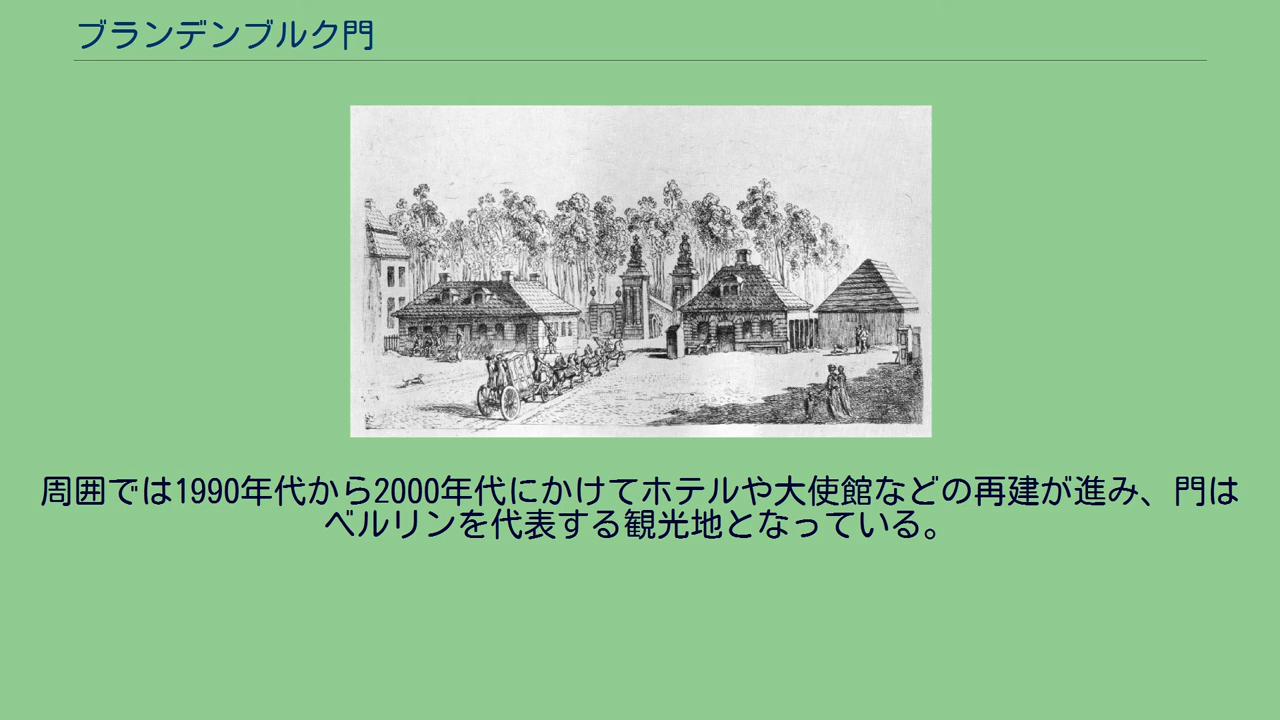 ブランデンブルク門
周囲では1990年代から2000年代にかけてホテルや大使館などの再建が進み、門は
ベルリンを代表する観光地となっている。